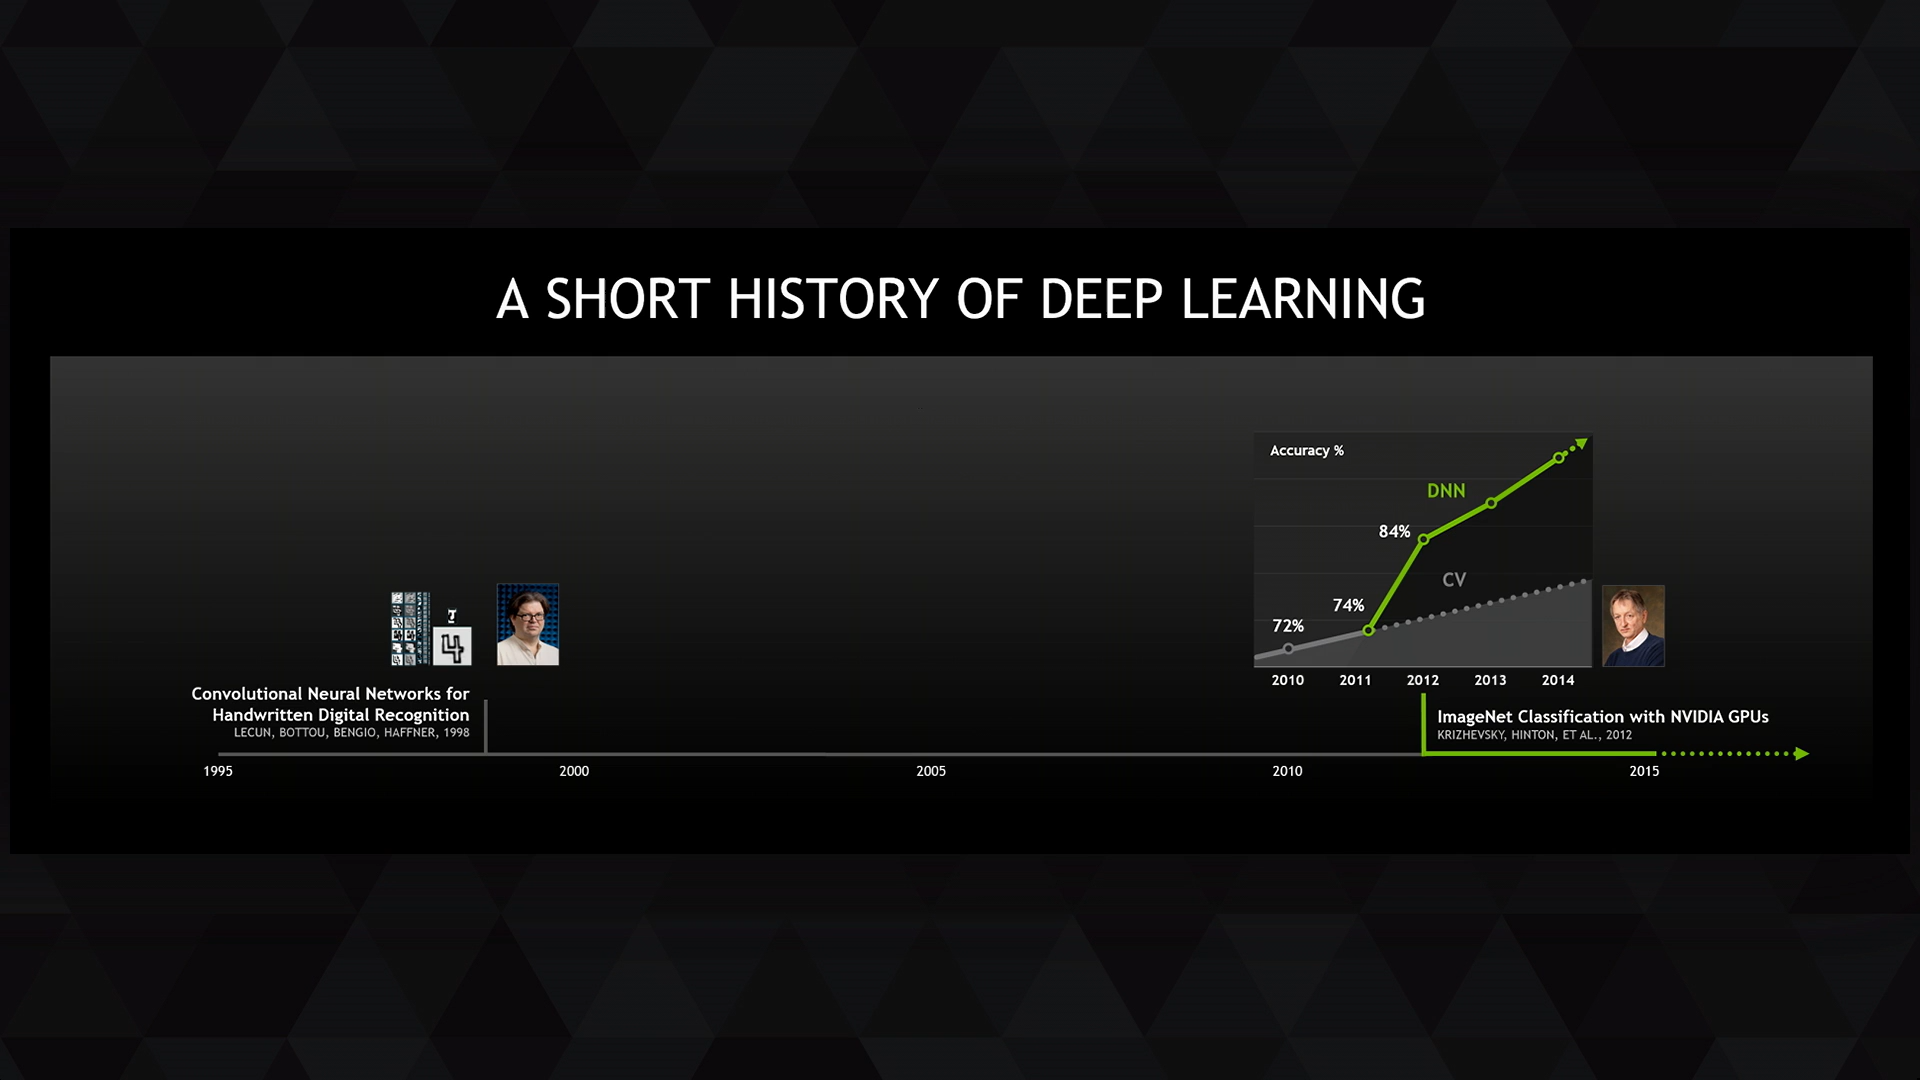 A SHORT HISTORY OF DEEP LEARNING
Accuracy %
DNN
84%
CV
74%
72%
2010 2011 2012 2013 2014
7
4
Convolutional Neural Networks for
Handwritten Digital Recognition
LECUN, BOTTOU, BENGIO, HAFFNER, 1998
ImageNet Classification with NVIDIA GPUs
KRIZHEVSKY, HINTON, ET AL., 2012
1995 2000 2005 2010 2015